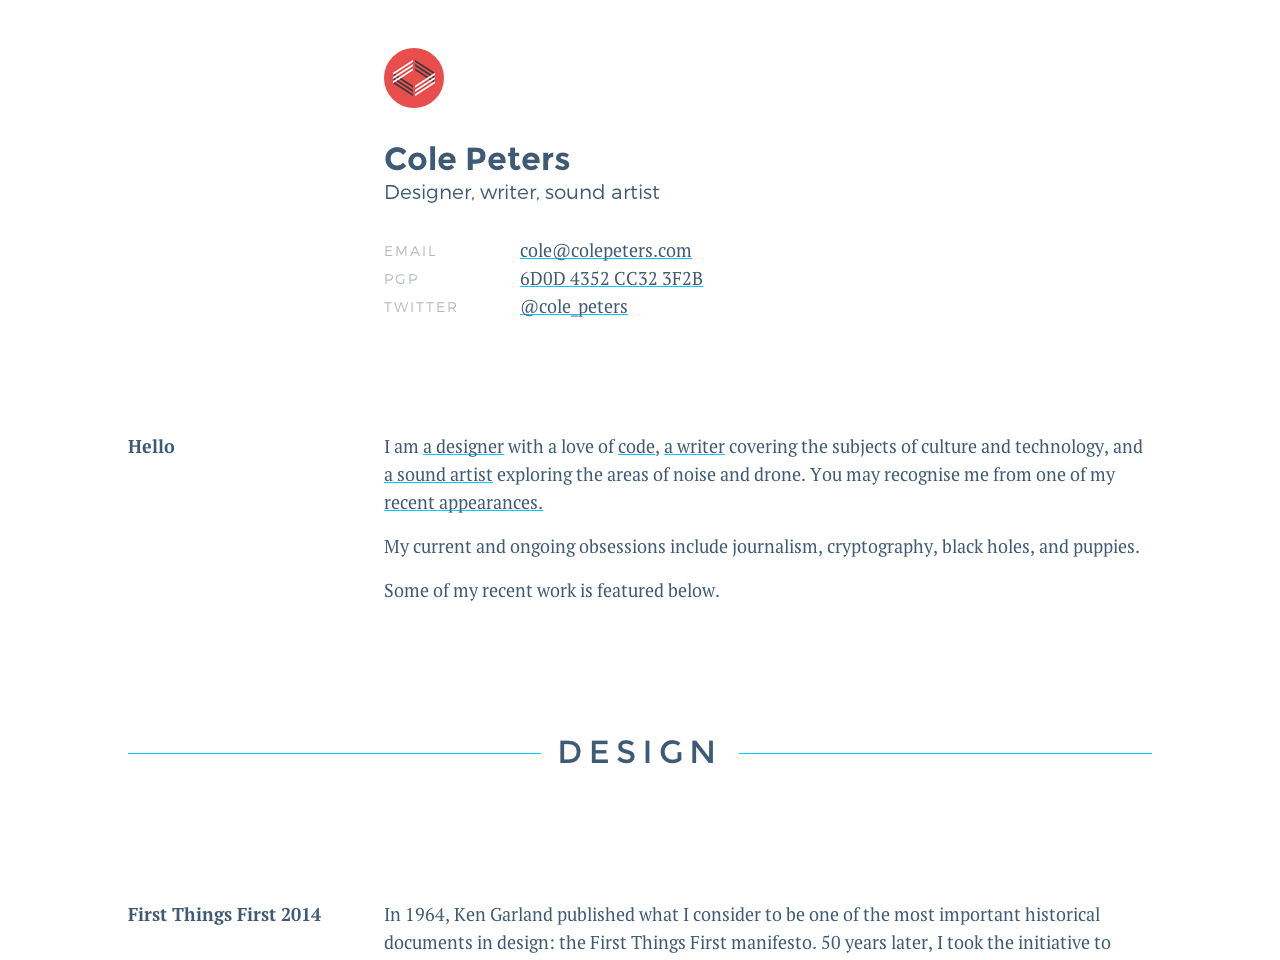 Cole Peters
Designer, writer, sound artist
EMAIL cole@colepeters.com
PGP 6D0D 4352 CC32 3F2B
TWITTER @cole_peters
Hello
I am a designer with a love of code, a writer covering the subjects of culture and technology, and
a sound artist exploring the areas of noise and drone. You may recognise me from one of my
recent appearances.
My current and ongoing obsessions include journalism, cryptography, black holes, and puppies.
Some of my recent work is featured below.
DESIGN
First Things First 2014
In 1964, Ken Garland published what I consider to be one of the most important historical
documents in design: the First Things First manifesto. 50 years later, I took the initiative to